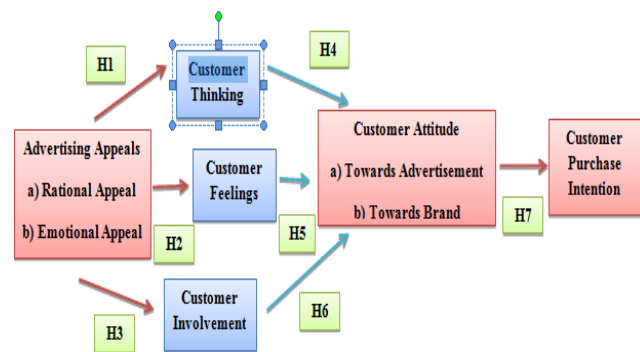 H1
Customer
Thinking
H4
Advertising Appeals
a) Rational Appeal
b) Emotional Appeal
H2
Customer
Feelings
H5
Customer Attitude
a) Towards Advertisement
b) Towards Brand
H7
Customer
Purchase
Intention
H3
Customer
Involvement
H6